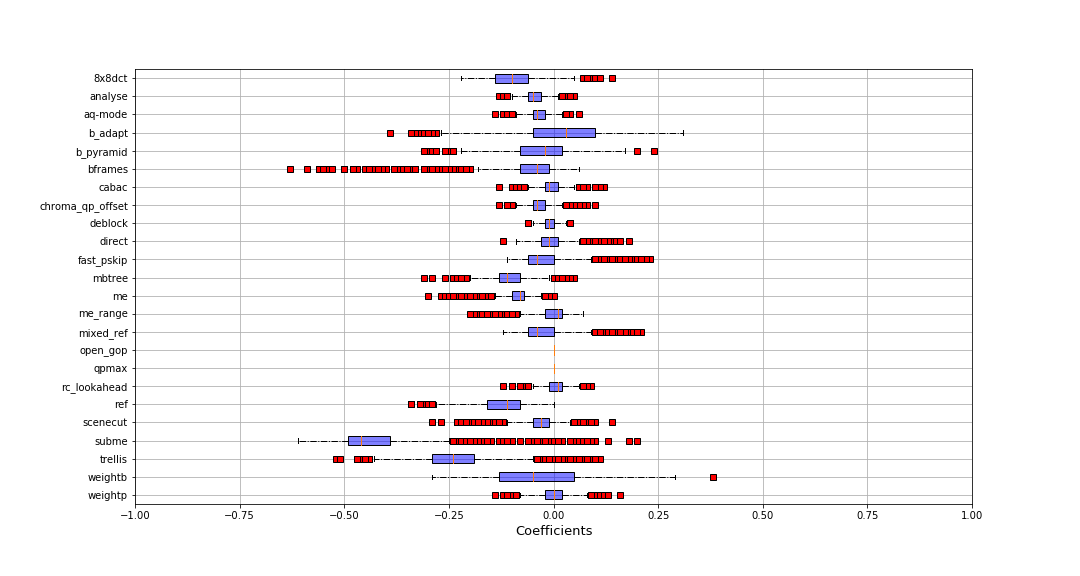 8x8dct
analyse
aq-mode
b_adapt
b_pyramid
bframes
cabac
chroma_qp_offset
deblock
direct
fast_pskip
mbtree
me
me_range
mixed_ref
open_gop
qpmax
rc_lookahead
ref
scenecut
subme
trellis
weightb
weightp
−1.00 −0.75 −0.50 −0.25 0.00 0.25 0.50 0.75 1.00
Coefficients